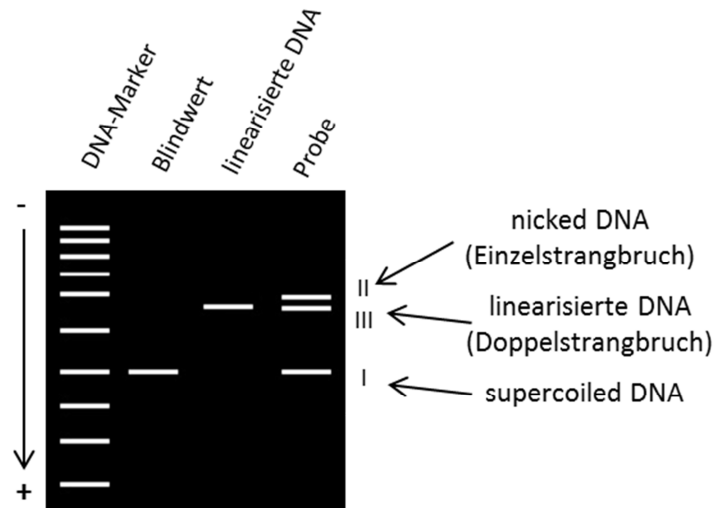 DNA-Marker
Blindwert
linearisierte DNA
Probe
-
+
II
III
I
nicked DNA
(Einzelstrangbruch)
linearisierte DNA
(Doppelstrangbruch)
supercoiled DNA